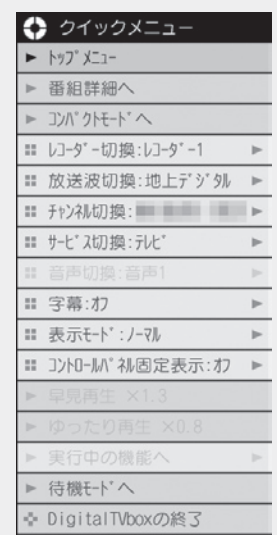 クイックメニュー
トップメニュー
番組詳細へ
コンパクトモードへ
レコーダー切換:レコーダー1
放送波切換:地上デジタル
チャンネル切換:
サービス切換:テレビ
音声切換:音声1
字幕:オフ
表示モード:ノーマル
コントロールパネル固定表示:オフ
早見再生 ×1.3
ゆったり再生 ×0.8
実行中の機能へ
待機モードへ
DigitalTVboxの終了